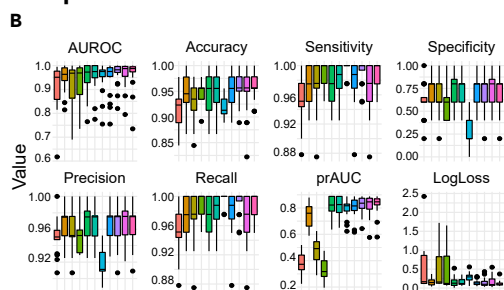 B
AUROC Accuracy Sensitivity Specificity
1.0 1.00 1.00 1.00
0.9 0.95 0.96 0.75
0.8 0.90 0.92 0.50
0.7 0.85 0.88 0.25
0.6 0.00
Value
Precision Recall prAUC LogLoss
1.00 1.00 0.8 2.5
0.96 0.96 0.6 2.0
0.92 0.92 0.4 1.5
0.88 0.2 1.0
0.5
0.0